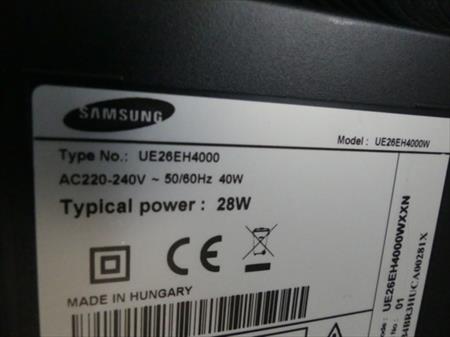 SAMSUNG
Model : UE26EH4000W
Type No.: UE26EH4000
AC220-240V ~ 50/60Hz 40W
Typical power : 28W
CE
MADE IN HUNGARY
UE26EH4000WXXN
01